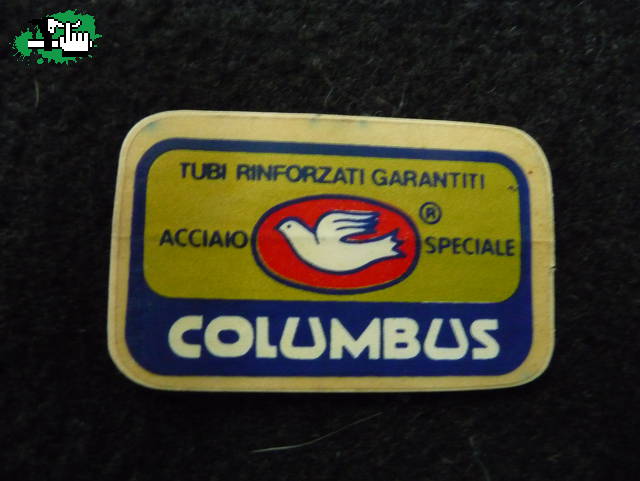 TUBI RINFORZATI GARANTITI
®
ACCIAIO SPECIALE
COLUMBUS